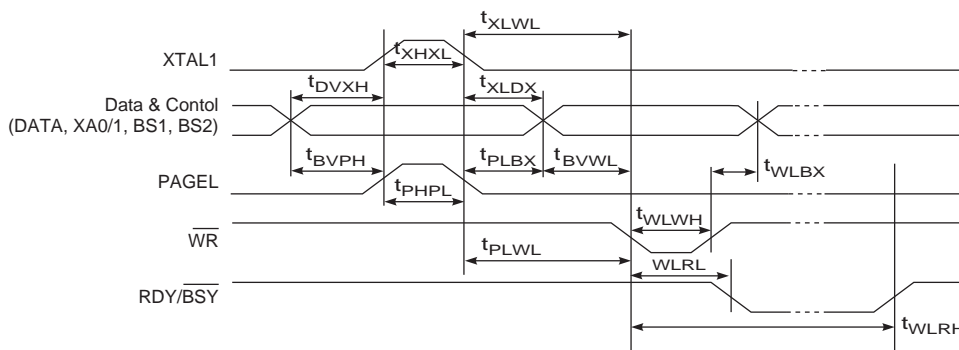 tXLWL
XTAL1
tXHXL
tDVXH
tXLDX
Data & Contol
(DATA, XA0/1, BS1, BS2)
tBVPH
tPLBX
tBVWL
tWLBX
PAGEL
tPHPL
WR
tWLWH
tPLWL
WLRL
RDY/BSY
tWLRH